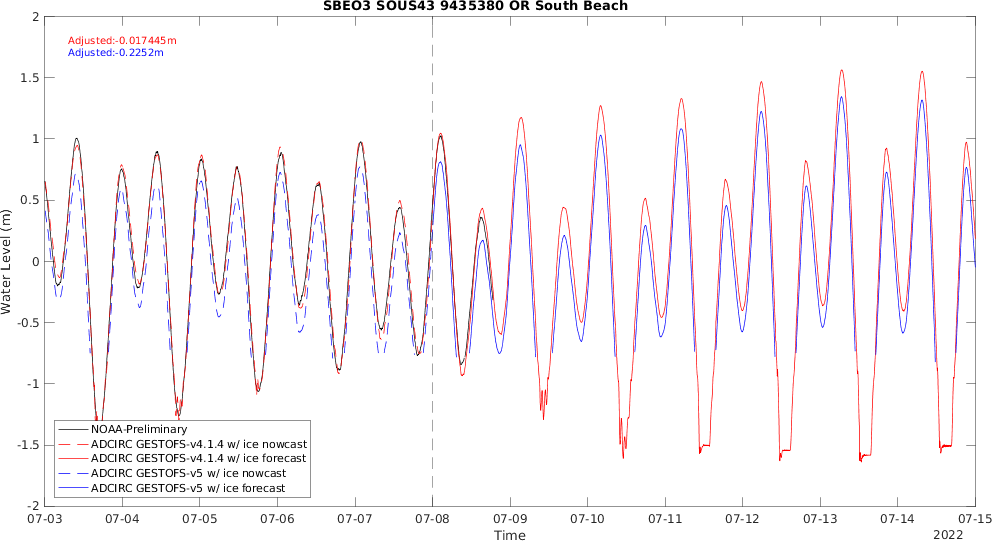 SBEO3 SOUS43 9435380 OR South Beach
Adjusted:-0.017445m
Adjusted:-0.2252m
Water Level (m)
2
1.5
1
0.5
0
-0.5
-1
-1.5
-2
NOAA-Preliminary
ADCIRC GESTOFS-v4.1.4 w/ ice nowcast
ADCIRC GESTOFS-v4.1.4 w/ ice forecast
ADCIRC GESTOFS-v5 w/ ice nowcast
ADCIRC GESTOFS-v5 w/ ice forecast
07-03 07-04 07-05 07-06 07-07 07-08 07-09 07-10 07-11 07-12 07-13 07-14 07-15
Time
2022